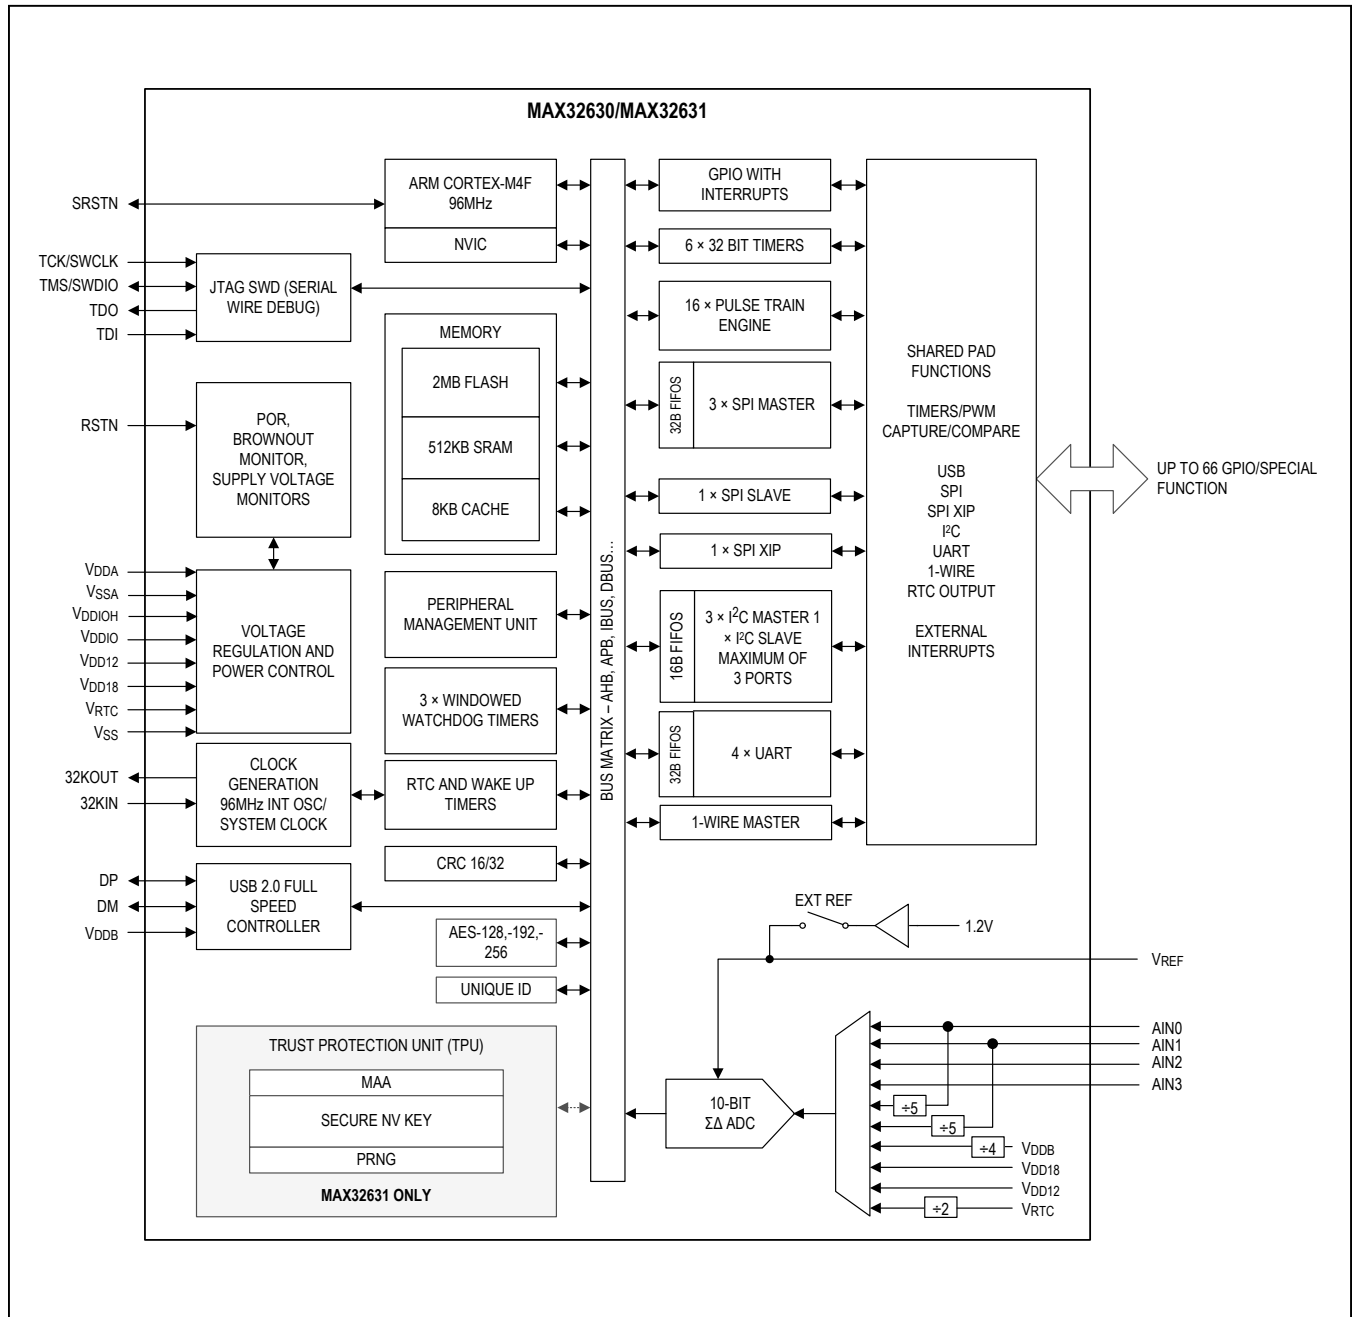 MAX32630/MAX32631
SRSTN
TCK/SWCLK
TMS/SWDIO
TDO
TDI
RSTN
VDDA
VSSA
VDDIOH
VDDIO
VDD12
VDD18
VRTC
VSS
32KOUT
32KIN
DP
DM
VDDB
JTAG SWD (SERIAL
WIRE DEBUG)
POR,
BROWNOUT
MONITOR,
SUPPLY VOLTAGE
MONITORS
VOLTAGE
REGULATION AND
POWER CONTROL
CLOCK
GENERATION
96MHz INT OSC/
SYSTEM CLOCK
USB 2.0 FULL
SPEED
CONTROLLER
ARM CORTEX-M4F
96MHz
NVIC
MEMORY
2MB FLASH
512KB SRAM
8KB CACHE
PERIPHERAL
MANAGEMENT UNIT
3 × WINDOWED
WATCHDOG TIMERS
RTC AND WAKE UP
TIMERS
CRC 16/32
AES-128,-192,-
256
UNIQUE ID
TRUST PROTECTION UNIT (TPU)
MAA
SECURE NV KEY
PRNG
MAX32631 ONLY
BUS MATRIX – AHB, APB, IBUS, DBUS…
GPIO WITH
INTERRUPTS
6 × 32 BIT TIMERS
16 × PULSE TRAIN
ENGINE
32B FIFOS
3 × SPI MASTER
1 × SPI SLAVE
1 × SPI XIP
16B FIFOS
3 × I²C MASTER 1
× I²C SLAVE
MAXIMUM OF
3 PORTS
32B FIFOS
4 × UART
1-WIRE MASTER
SHARED PAD
FUNCTIONS
TIMERS/PWM
CAPTURE/COMPARE
USB
SPI
SPI XIP
I²C
UART
1-WIRE
RTC OUTPUT
EXTERNAL
INTERRUPTS
UP TO 66 GPIO/SPECIAL
FUNCTION
EXT REF
1.2V
VREF
10-BIT
ΣΔ ADC
AIN0
AIN1
AIN2
AIN3
÷5
÷5
÷4
VDDB
VDD18
VDD12
÷2
VRTC